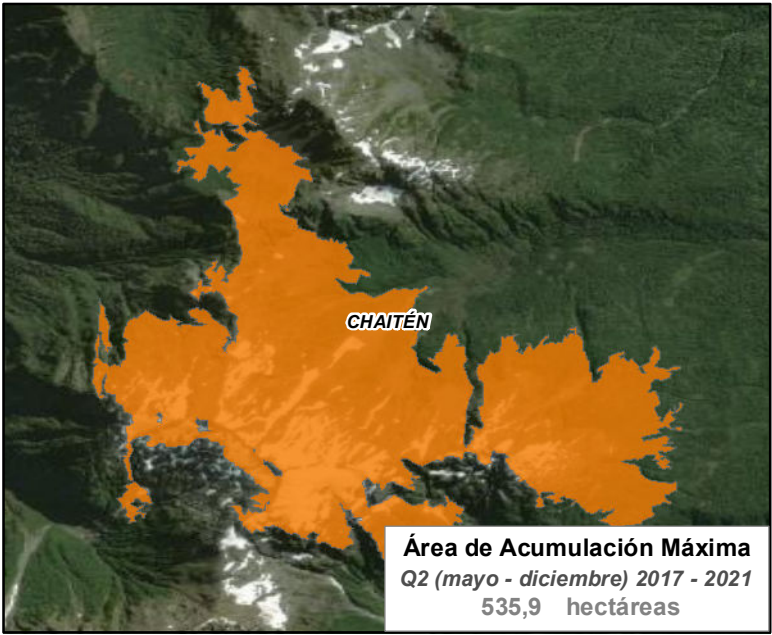 CHAITÉN
Área de Acumulación Máxima
Q2 (mayo - diciembre) 2017 - 2021
535,9 hectáreas